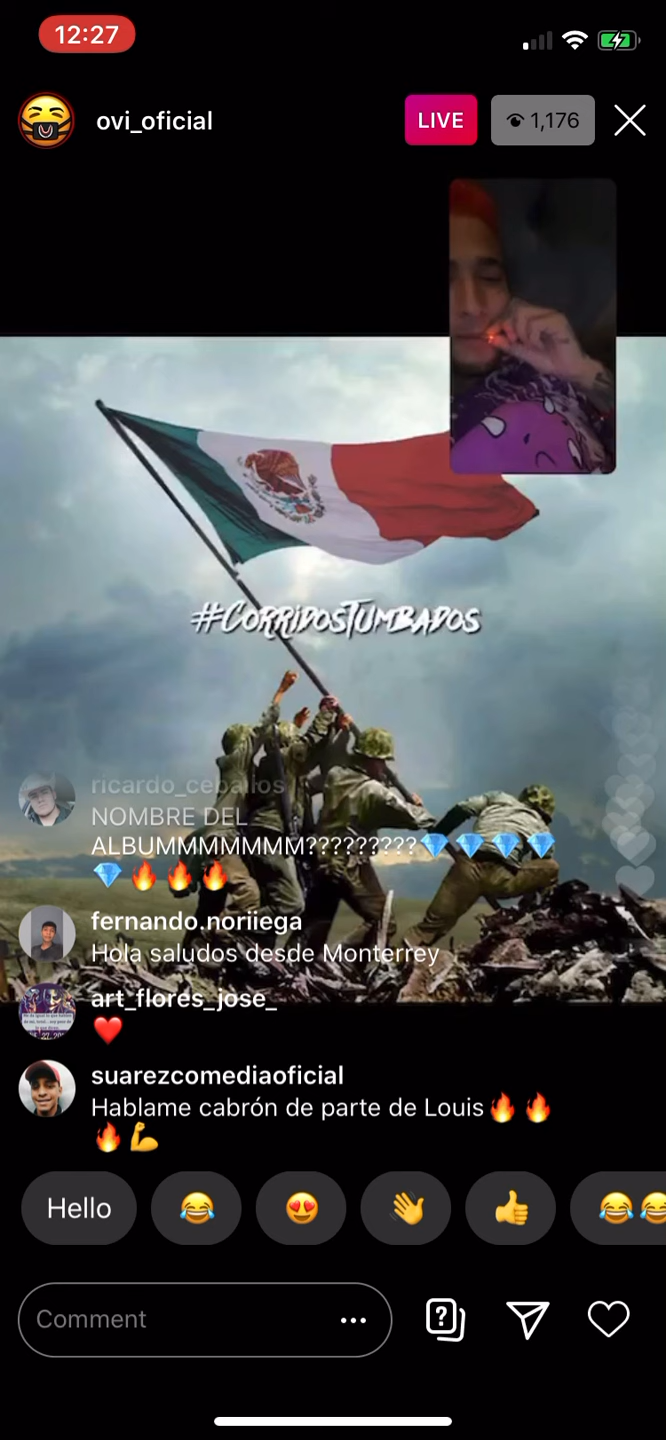 12:27
ovi_oficial
LIVE
1,176
#CORRIDOSTUMBADOS
ricardo_ceballos
NOMBRE DEL
ALBUMMMMMMM?????????💎💎💎💎
💎🔥🔥🔥
fernando.noriiega
Hola saludos desde Monterrey
art_flores_jose_
❤️
suarezcomediaoficial
Hablame cabrón de parte de Louis🔥🔥
🔥💪
Hello 😂 😍 👋 👍 😂😂
Comment